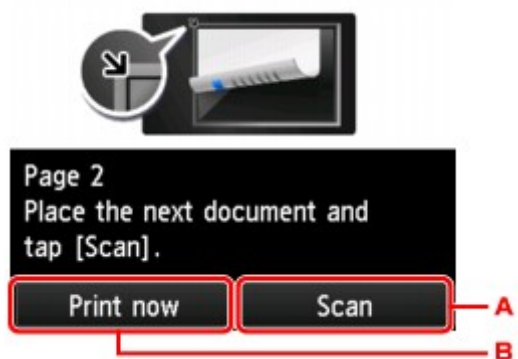 Page 2
Place the next document and
tap [Scan].
Print now Scan A
B